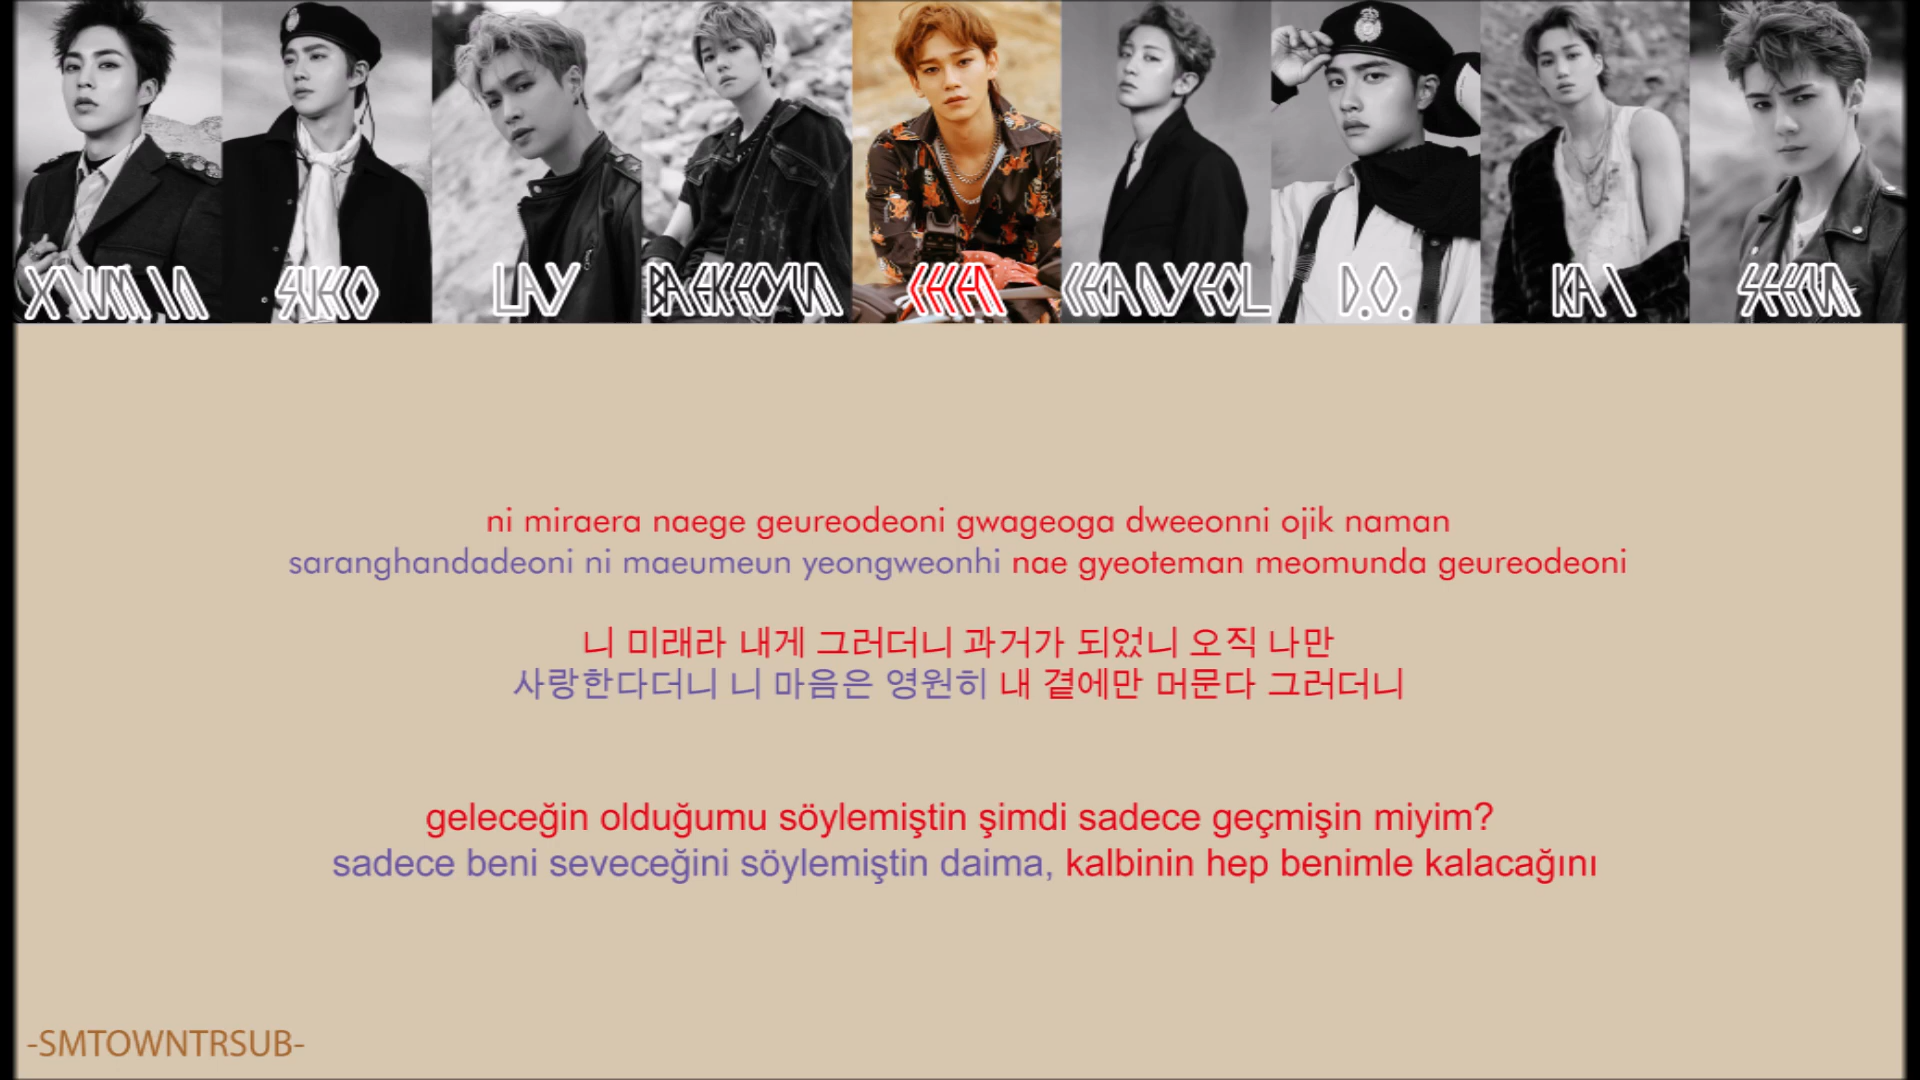 XIUMIN SUHO LAY BAEKHYUN CHEN CHANYEOL D.O. KAI SEHUN
ni miraera naege geureodeoni gwageoga dweeonni ojik naman
saranghandadeoni ni maeumeun yeongweonhi nae gyeoteman meomunda geureodeoni
니 미래라 내게 그러더니 과거가 되었니 오직 나만
사랑한다더니 니 마음은 영원히 내 곁에만 머문다 그러더니
geleceğin olduğumu söylemiştin şimdi sadece geçmişin miyim?
sadece beni seveceğini söylemiştin daima, kalbinin hep benimle kalacağını
-SMTOWNTRSUB-